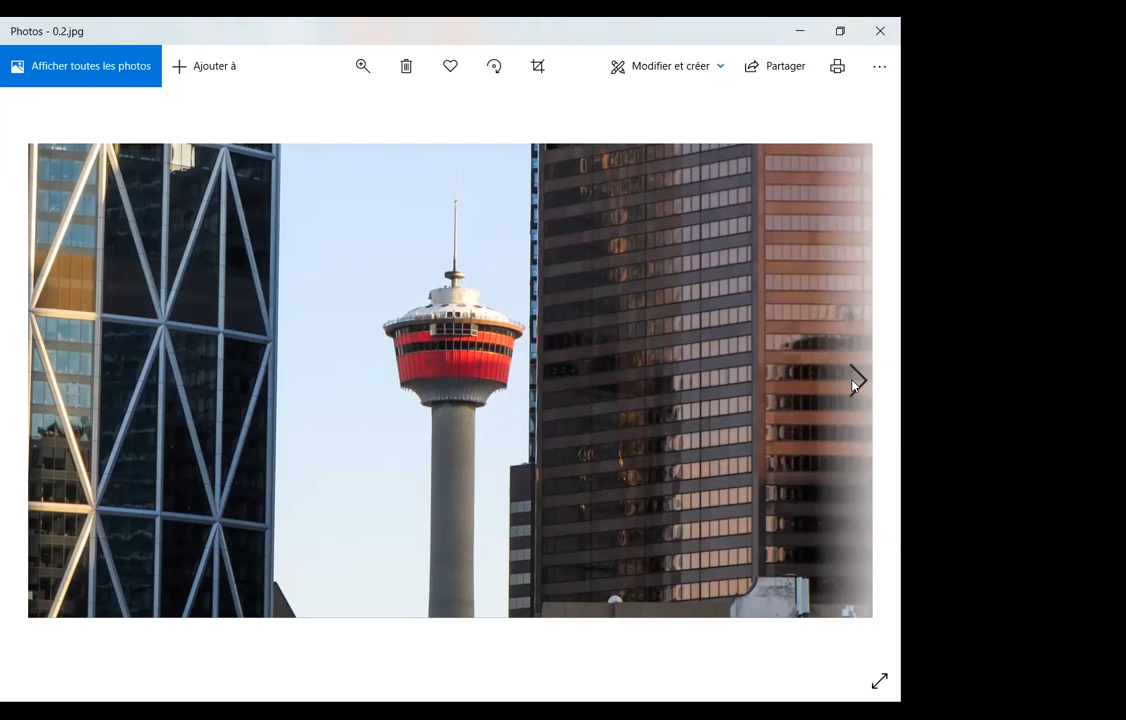 Photos - 0.2.jpg
Afficher toutes les photos
Ajouter à
Modifier et créer
Partager